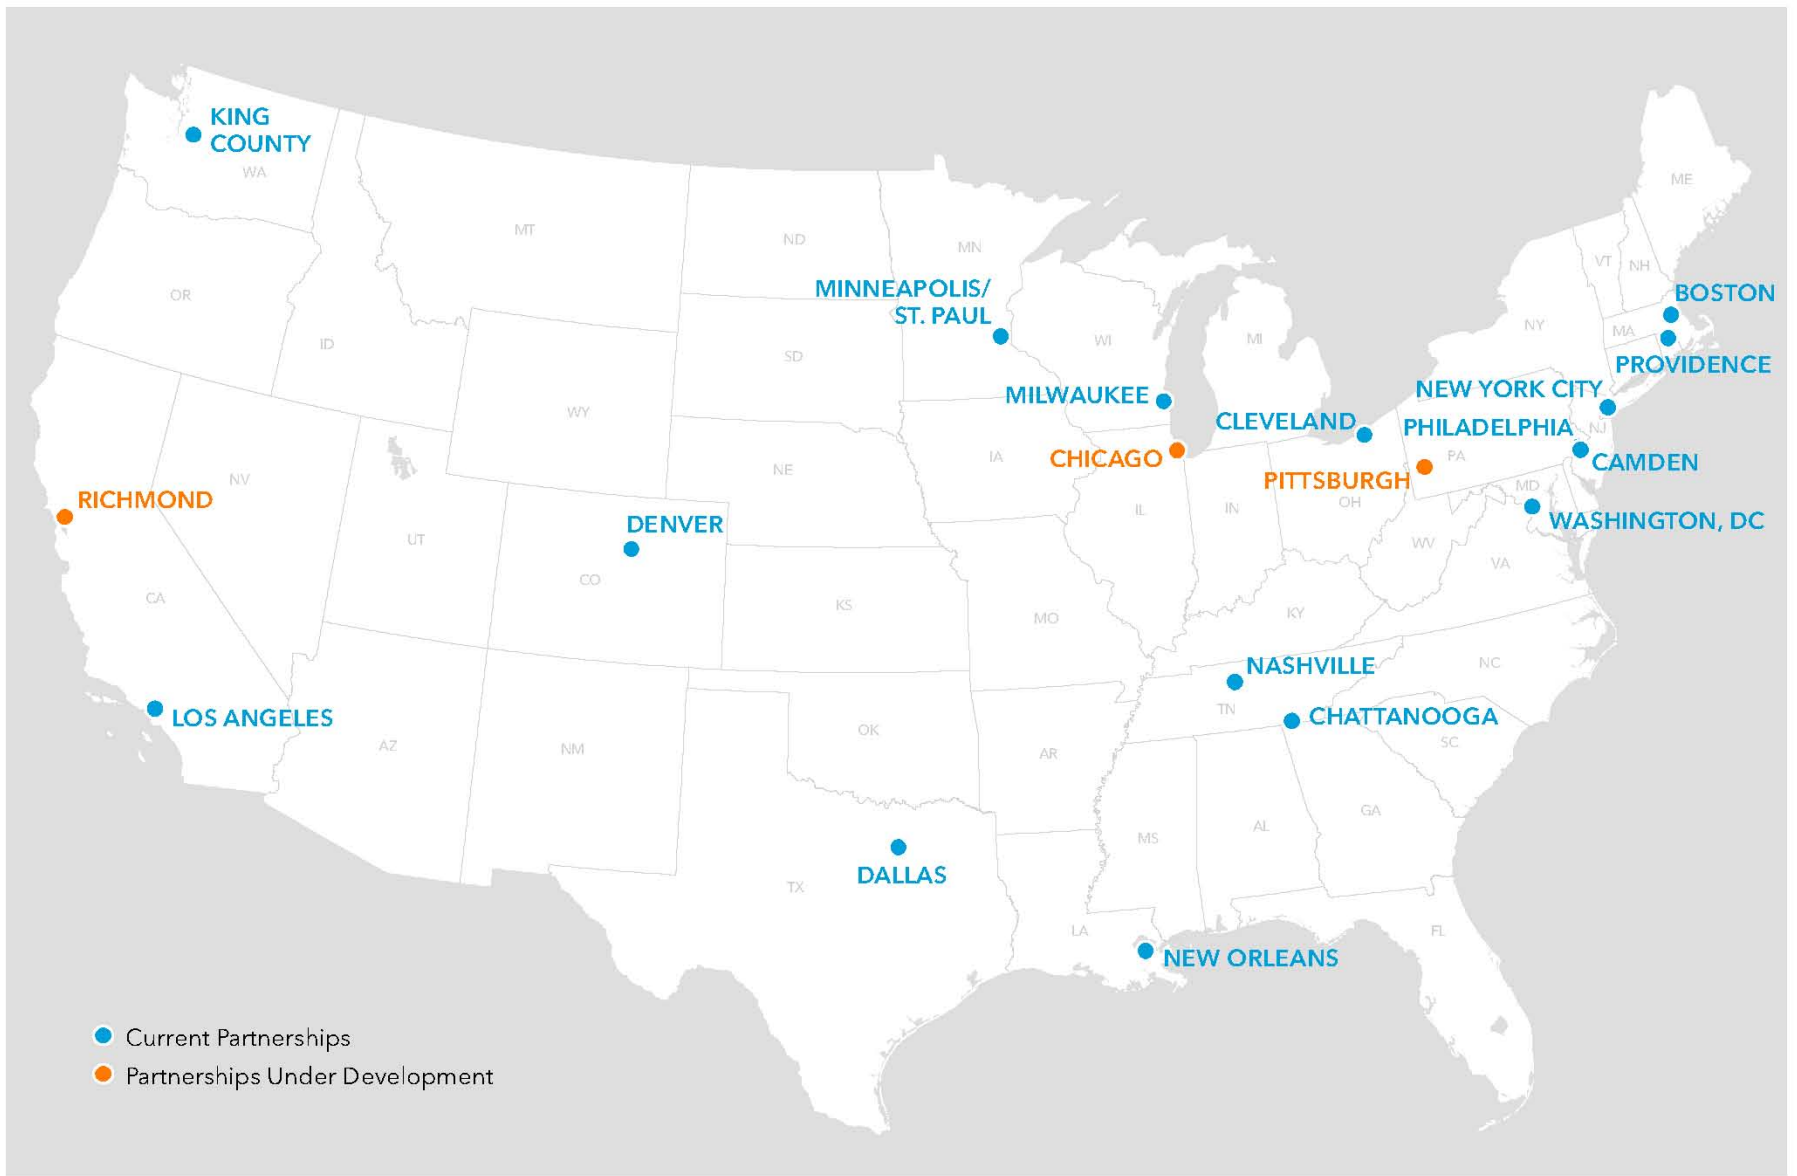 KING
COUNTY
WA
MT
ND
MN
ME
OR
ID
MINNEAPOLIS/
ST. PAUL
VT
NH
BOSTON
SD
WI
MI
NY
MA
PROVIDENCE
WY
MILWAUKEE
NEW YORK CITY
CLEVELAND
PHILADELPHIA
NJ
NE
IA
CHICAGO
PA
CAMDEN
NV
RICHMOND
PITTSBURGH
MD
DENVER
IL
IN
OH
WASHINGTON, DC
UT
CO
WV
VA
CA
KS
MO
KY
NASHVILLE
NC
LOS ANGELES
TN
CHATTANOOGA
AZ
NM
OK
AR
SC
GA
AL
MS
DALLAS
TX
LA
FL
NEW ORLEANS
Current Partnerships
Partnerships Under Development